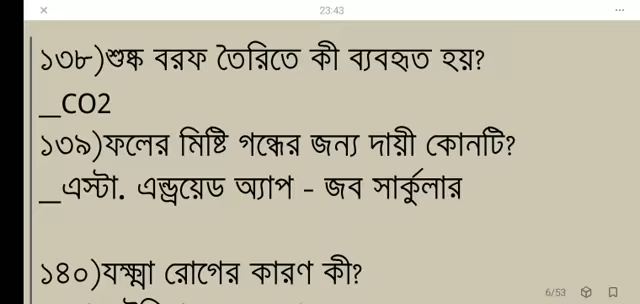 23:43
১৩৮)শুষ্ক বরফ তৈরিতে কী ব্যবহৃত হয়?
_CO2
১৩৯)ফলের মিষ্টি গন্ধের জন্য দায়ী কোনটি?
_এস্টা. এন্ড্রয়েড অ্যাপ - জব সার্কুলার
১৪০)যক্ষ্মা রোগের কারণ কী?
6/53